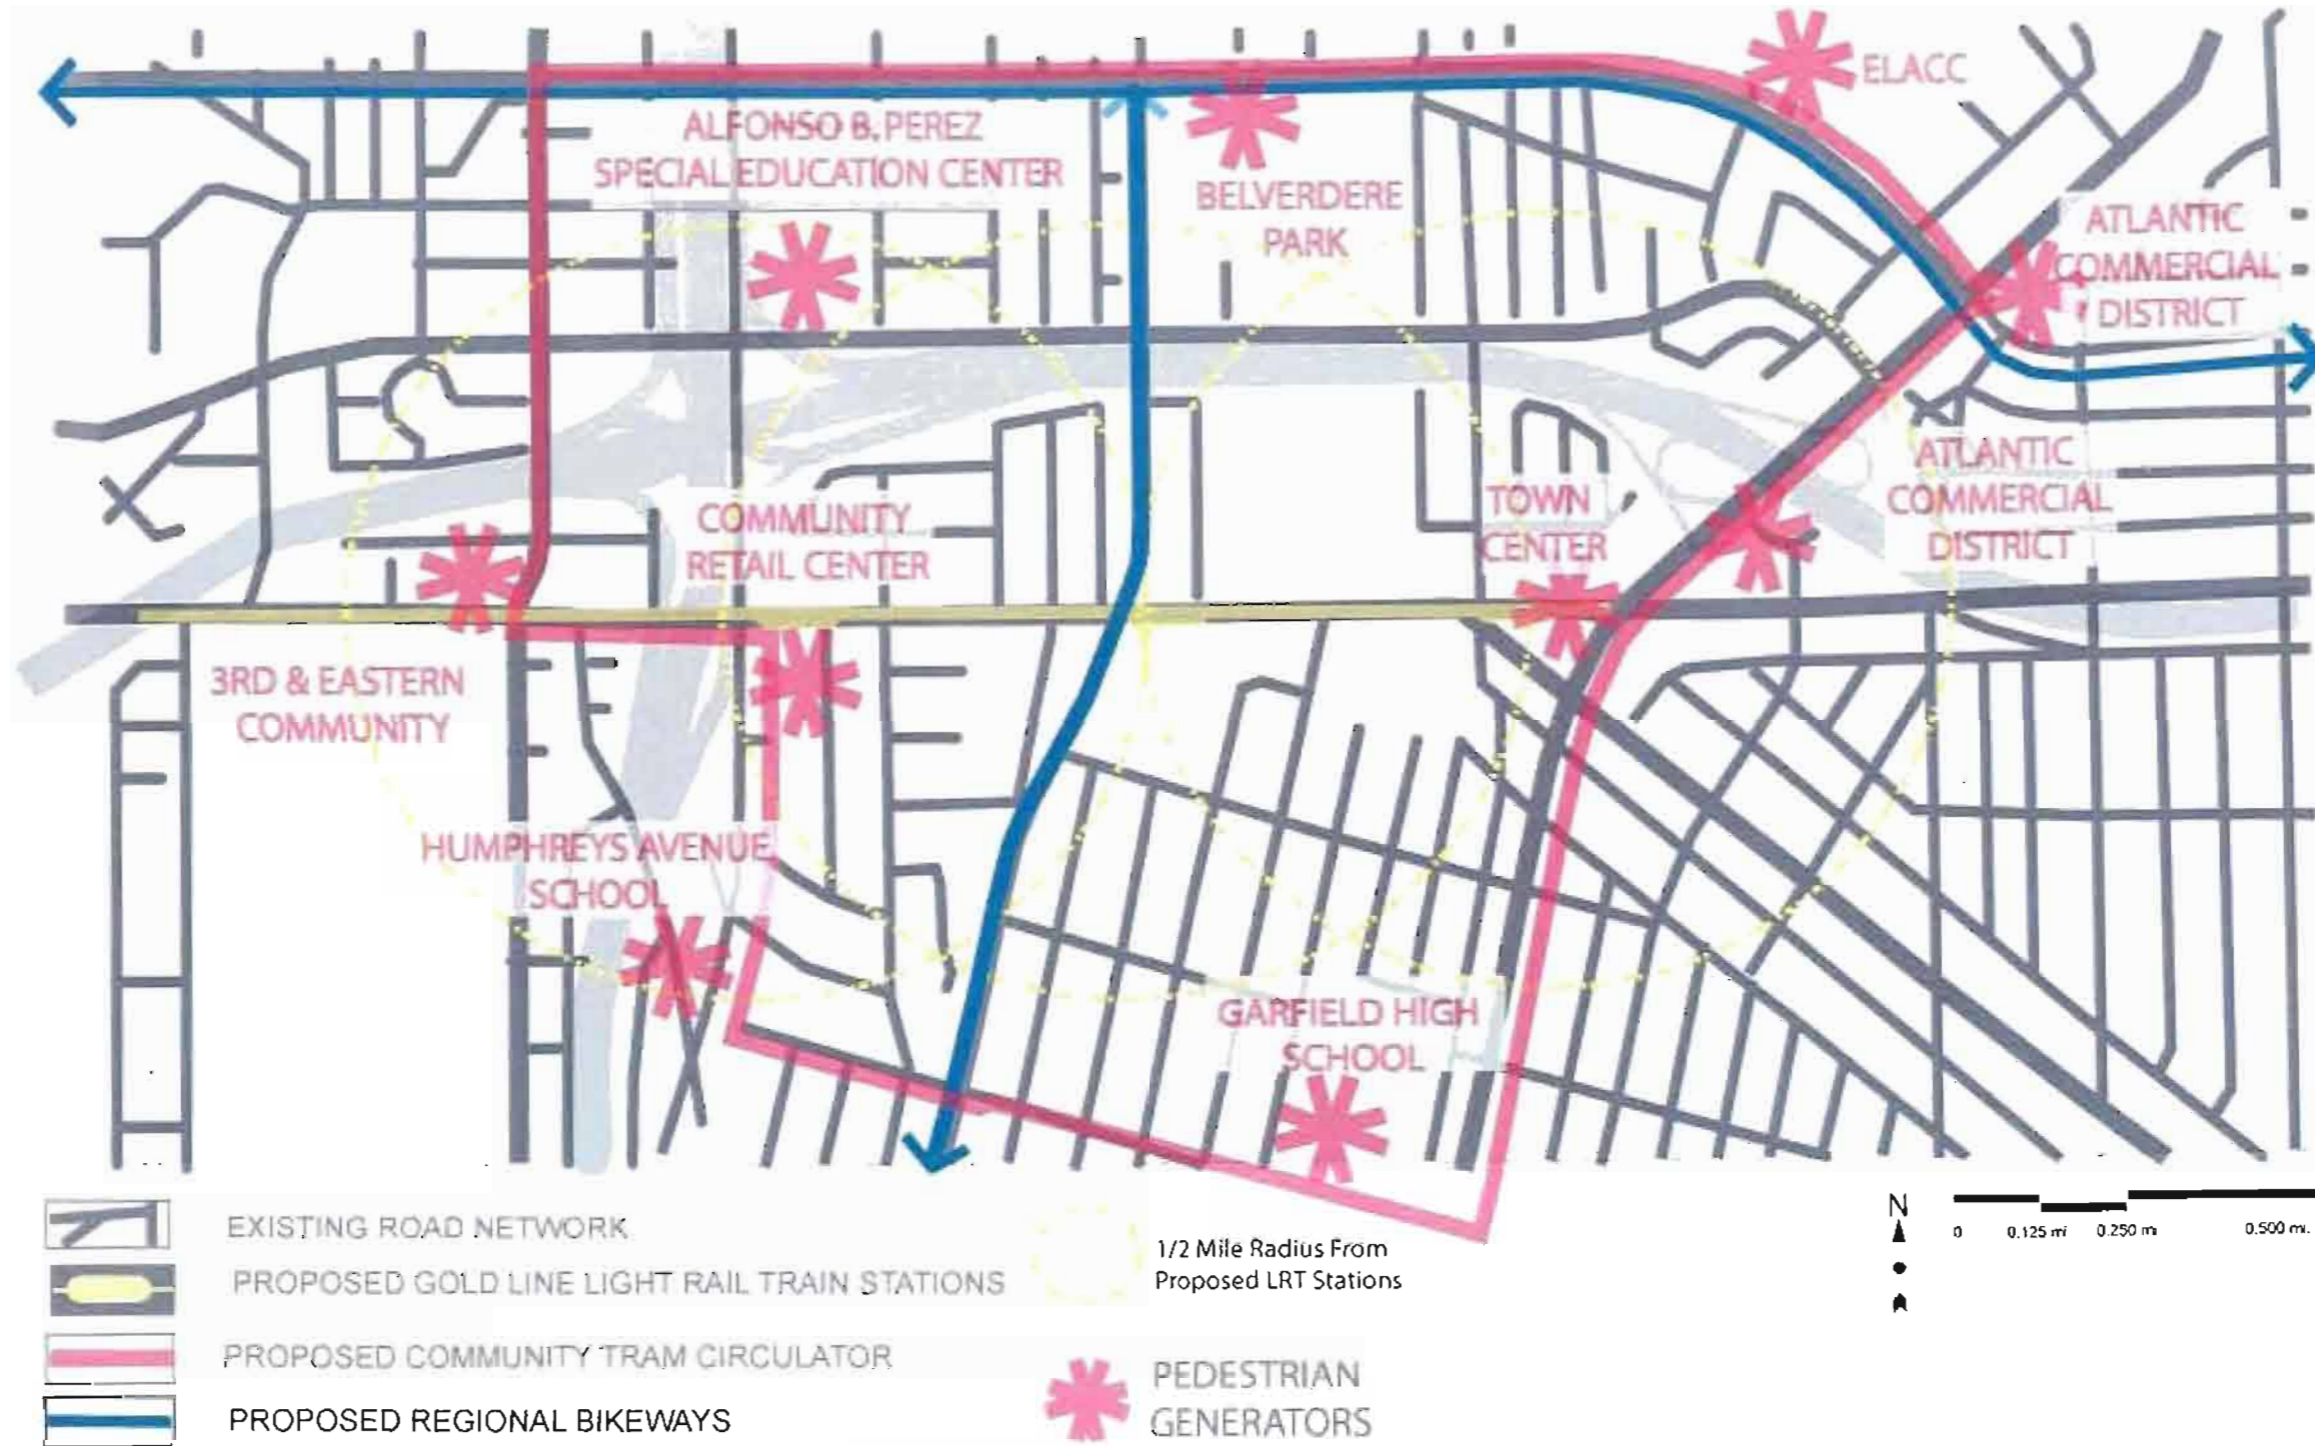 ELACC
ALFONSO B. PEREZ
SPECIAL EDUCATION CENTER
BELVERDERE
PARK
ATLANTIC
COMMERCIAL
DISTRICT
ATLANTIC
COMMERCIAL
DISTRICT
TOWN
CENTER
COMMUNITY
RETAIL CENTER
3RD & EASTERN
COMMUNITY
HUMPHREYS AVENUE
SCHOOL
GARFIELD HIGH
SCHOOL
EXISTING ROAD NETWORK
PROPOSED GOLD LINE LIGHT RAIL TRAIN STATIONS
PROPOSED COMMUNITY TRAM CIRCULATOR
PROPOSED REGIONAL BIKEWAYS
1/2 Mile Radius From
Proposed LRT Stations
PEDESTRIAN
GENERATORS
N
0 0.125 mi 0.250 mi 0.500 mi.